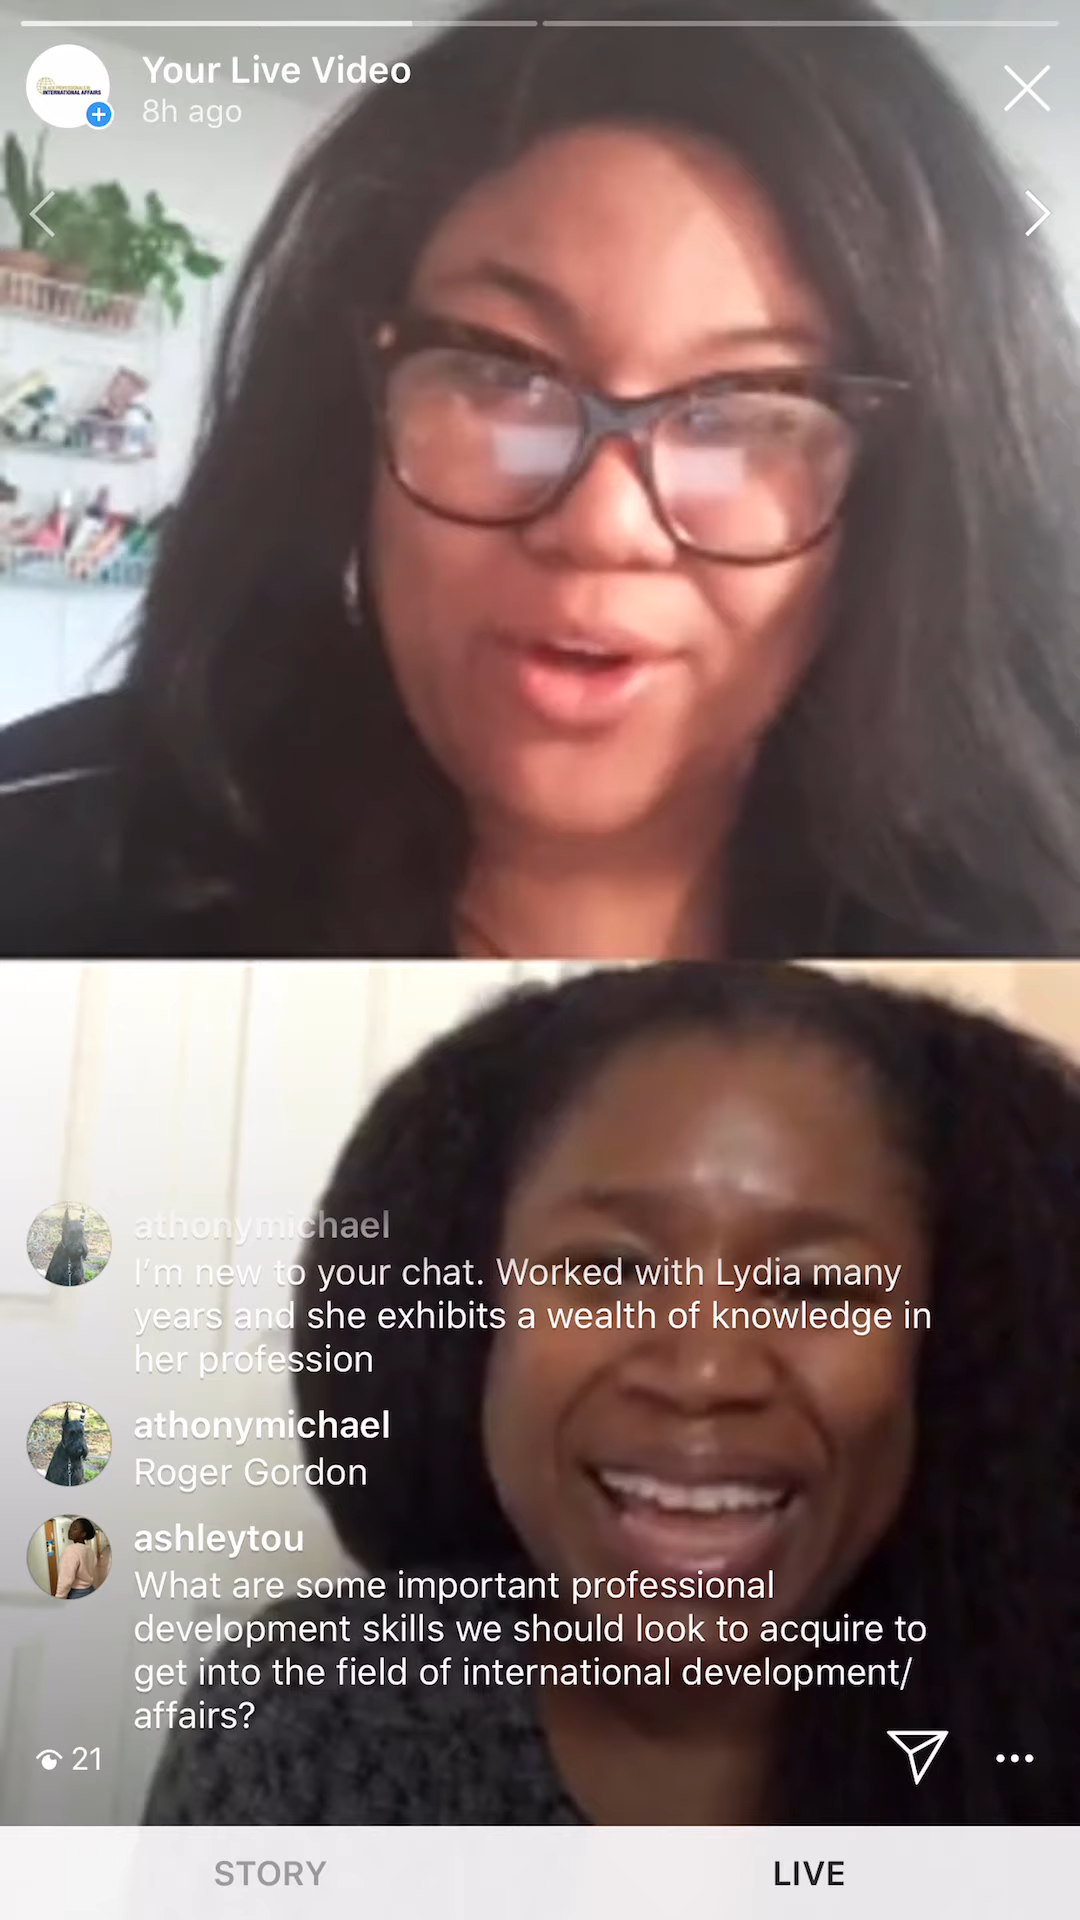 Your Live Video
8h ago
INTERNATIONAL AFFAIRS
athonymichael
I'm new to your chat. Worked with Lydia many
years and she exhibits a wealth of knowledge in
her profession
athonymichael
Roger Gordon
ashleytou
What are some important professional
development skills we should look to acquire to
get into the field of international development/
affairs?
21
STORY
LIVE